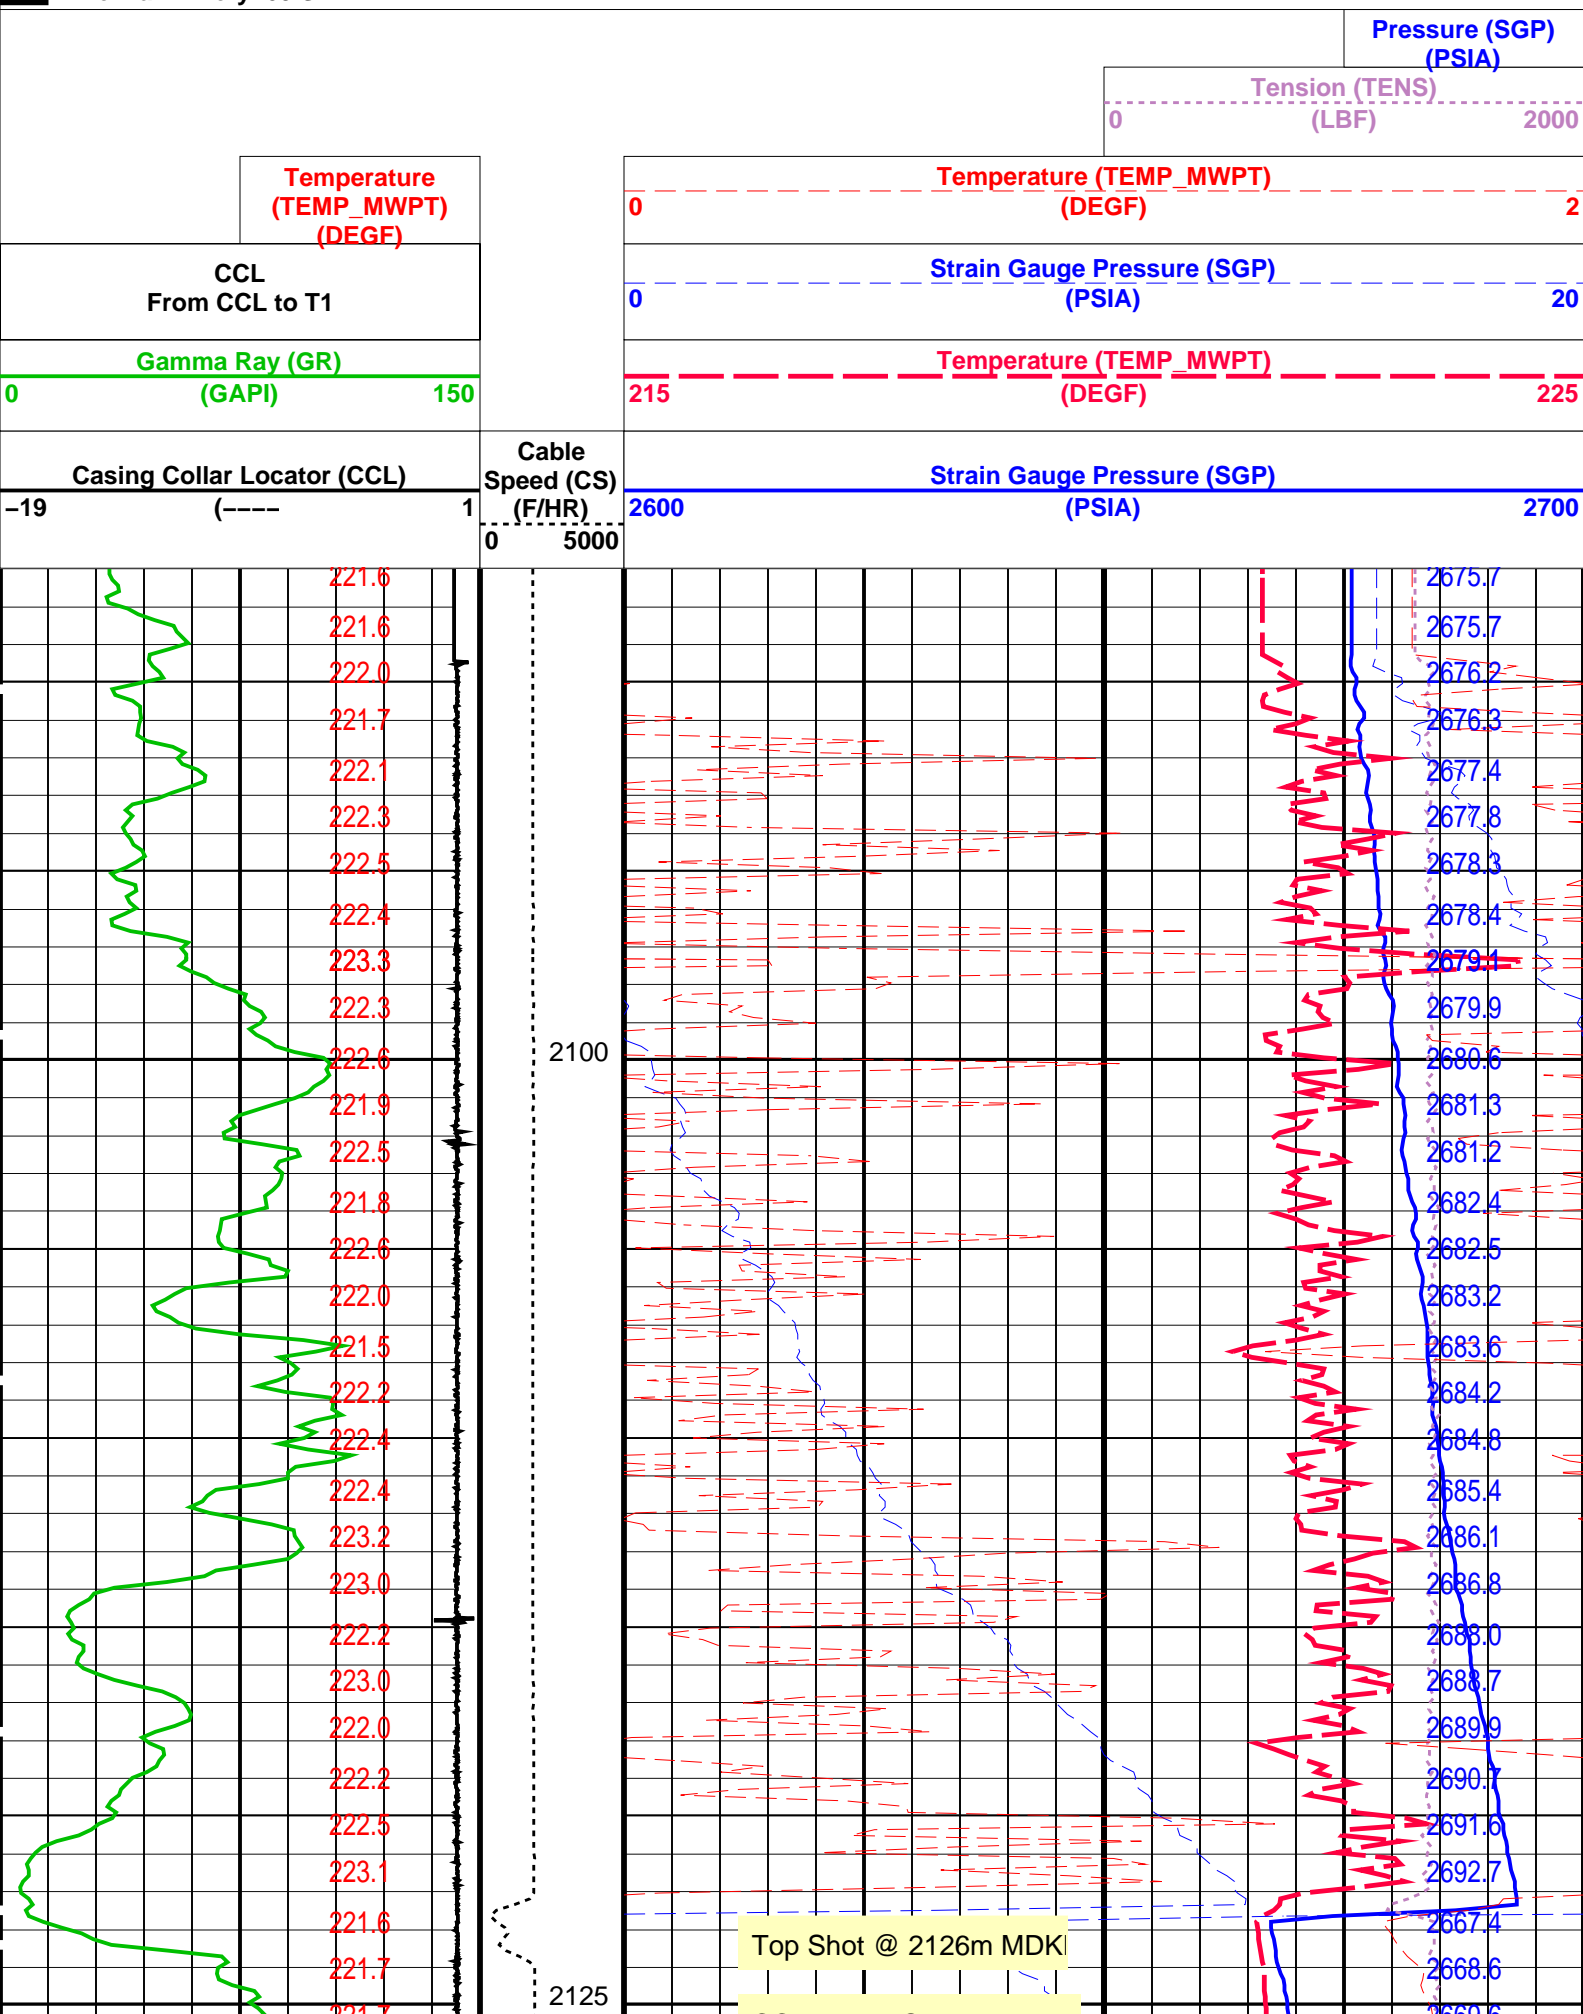 Pressure (SGP)
(PSIA)
Tension (TENS)
0 (LBF) 2000
Temperature
(TEMP_MWPT)
(DEGF)
Temperature (TEMP_MWPT)
0 (DEGF) 2
CCL
From CCL to T1
Strain Gauge Pressure (SGP)
0 (PSIA) 20
Gamma Ray (GR)
0 (GAPI) 150
Temperature (TEMP_MWPT)
215 (DEGF) 225
Casing Collar Locator (CCL)
−19 (−−−− 1
Cable
Speed (CS)
(F/HR)
0 5000
Strain Gauge Pressure (SGP)
2600 (PSIA) 2700
221.6 2675.7
221.6 2675.7
222.0 2676.2
221.7 2676.3
222.1 2677.4
222.3 2677.8
222.5 2678.3
222.4 2678.4
223.3 2679.1
222.3 2679.9
222.6 2100 2680.6
221.9 2681.3
222.5 2681.2
221.8 2682.4
222.6 2682.5
222.0 2683.2
221.5 2683.6
222.2 2684.2
222.4 2684.8
222.4 2685.4
223.2 2686.1
223.0 2686.8
222.2 2688.0
223.0 2688.7
222.0 2689.9
222.2 2690.7
222.5 2691.6
223.1 2692.7
221.6 2667.4
Top Shot @ 2126m MDK
221.7 2668.6
2125